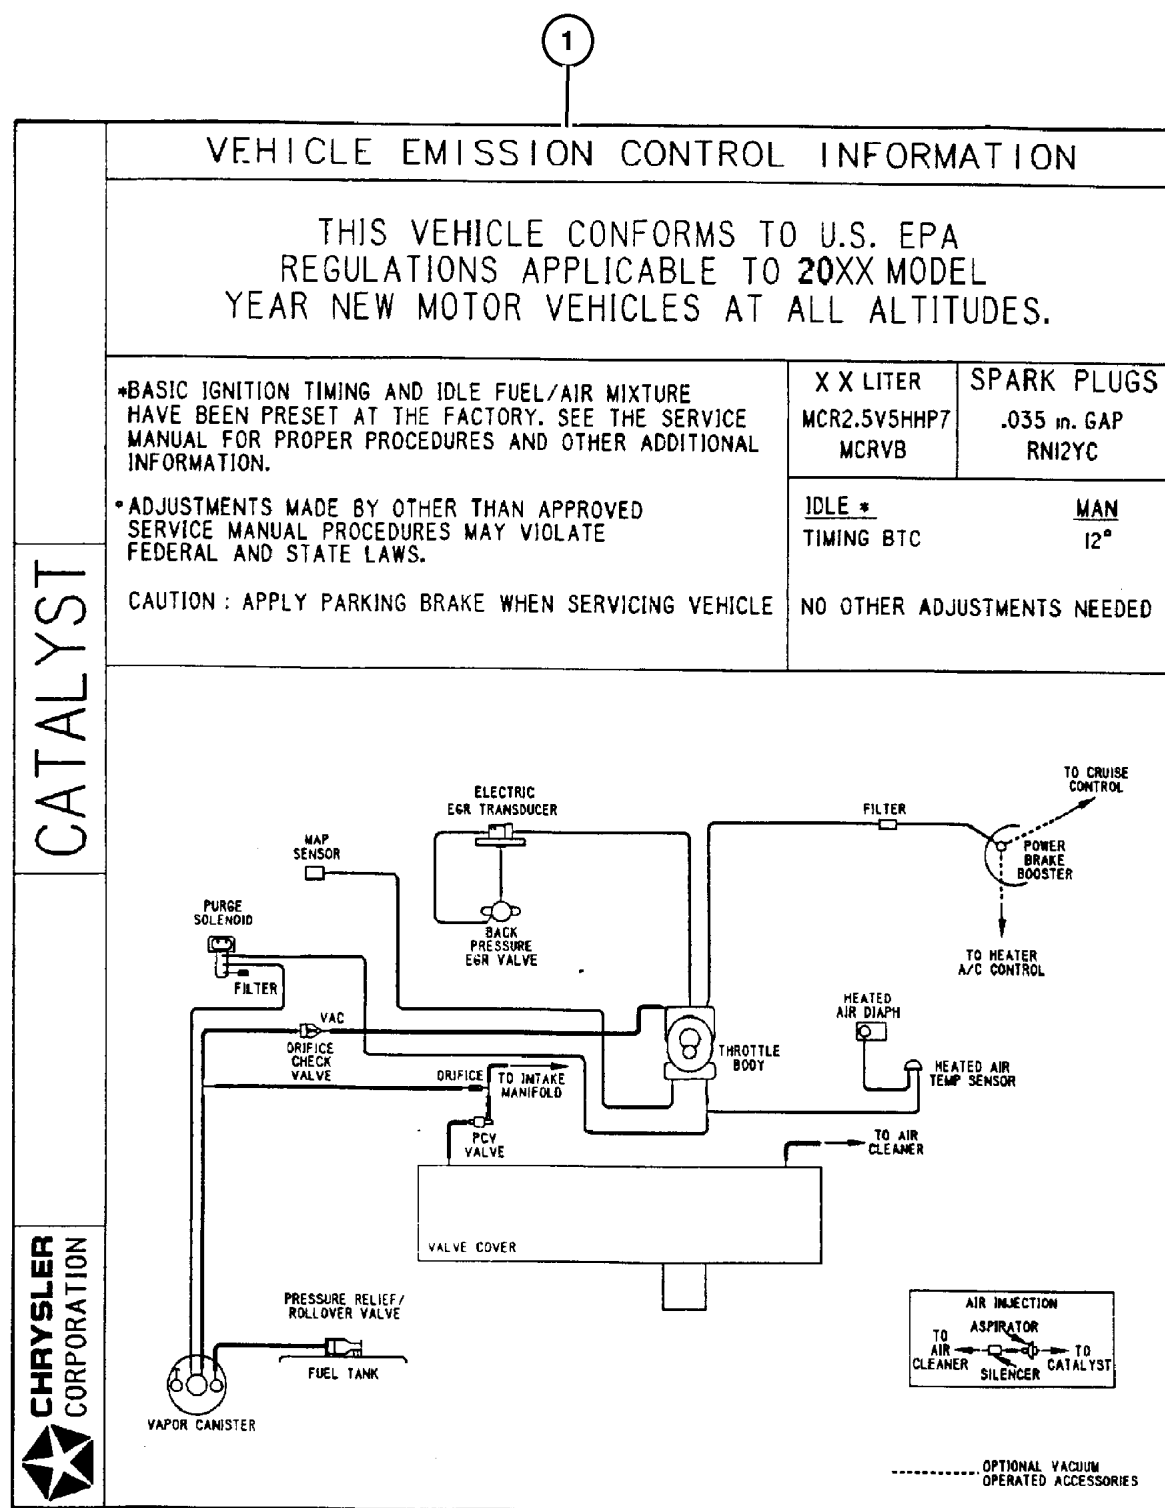 1
VEHICLE EMISSION CONTROL INFORMATION
THIS VEHICLE CONFORMS TO U.S. EPA
REGULATIONS APPLICABLE TO 20XX MODEL
YEAR NEW MOTOR VEHICLES AT ALL ALTITUDES.
*BASIC IGNITION TIMING AND IDLE FUEL/AIR MIXTURE
HAVE BEEN PRESET AT THE FACTORY. SEE THE SERVICE
MANUAL FOR PROPER PROCEDURES AND OTHER ADDITIONAL
INFORMATION.
*ADJUSTMENTS MADE BY OTHER THAN APPROVED
SERVICE MANUAL PROCEDURES MAY VIOLATE
FEDERAL AND STATE LAWS.
CAUTION : APPLY PARKING BRAKE WHEN SERVICING VEHICLE
X X LITER
MCR2.5V5HHP7
MCRVB
SPARK PLUGS
.035 in. GAP
RN12YC
IDLE * MAN
TIMING BTC 12°
NO OTHER ADJUSTMENTS NEEDED
CATALYST
CHRYSLER
CORPORATION
ELECTRIC
EGR TRANSDUCER
MAP
SENSOR
PURGE
SOLENOID
FILTER
BACK
PRESSURE
EGR VALVE
FILTER
TO CRUISE
CONTROL
POWER
BRAKE
BOOSTER
TO HEATER
A/C CONTROL
HEATED
AIR DIAPH
HEATED AIR
TEMP SENSOR
THROTTLE
BODY
VAC
ORIFICE
CHECK
VALVE
ORIFICE
TO INTAKE
MANIFOLD
PCV
VALVE
TO AIR
CLEANER
VALVE COVER
PRESSURE RELIEF/
ROLLOVER VALVE
FUEL TANK
T
VAPOR CANISTER
AIR INJECTION
ASPIRATOR
TO
AIR
CLEANER
SILENCER
TO
CATALYST
OPTIONAL VACUUM
OPERATED ACCESSORIES